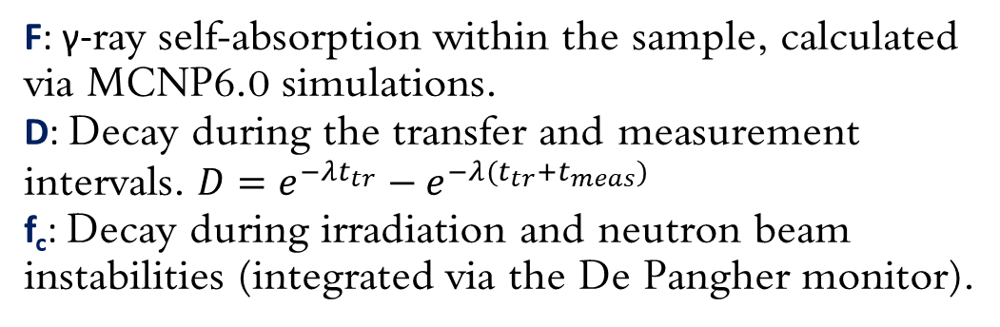 F: γ-ray self-absorption within the sample, calculated
via MCNP6.0 simulations.
D: Decay during the transfer and measurement
intervals. D = e^{−λt_{tr}} − e^{−λ(t_{tr}+t_{meas})}
f_c: Decay during irradiation and neutron beam
instabilities (integrated via the De Pangher monitor).